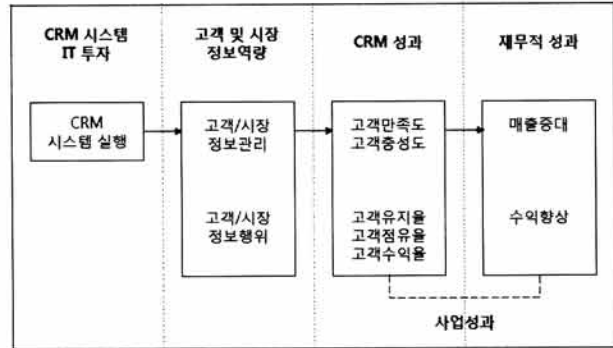 CRM 시스템
IT 투자
고객 및 시장
정보역량
CRM 성과
재무적 성과
CRM
시스템 실행
고객/시장
정보관리
고객/시장
정보행위
고객만족도
고객충성도
고객유지율
고객점유율
고객수익율
매출증대
수익향상
사업성과